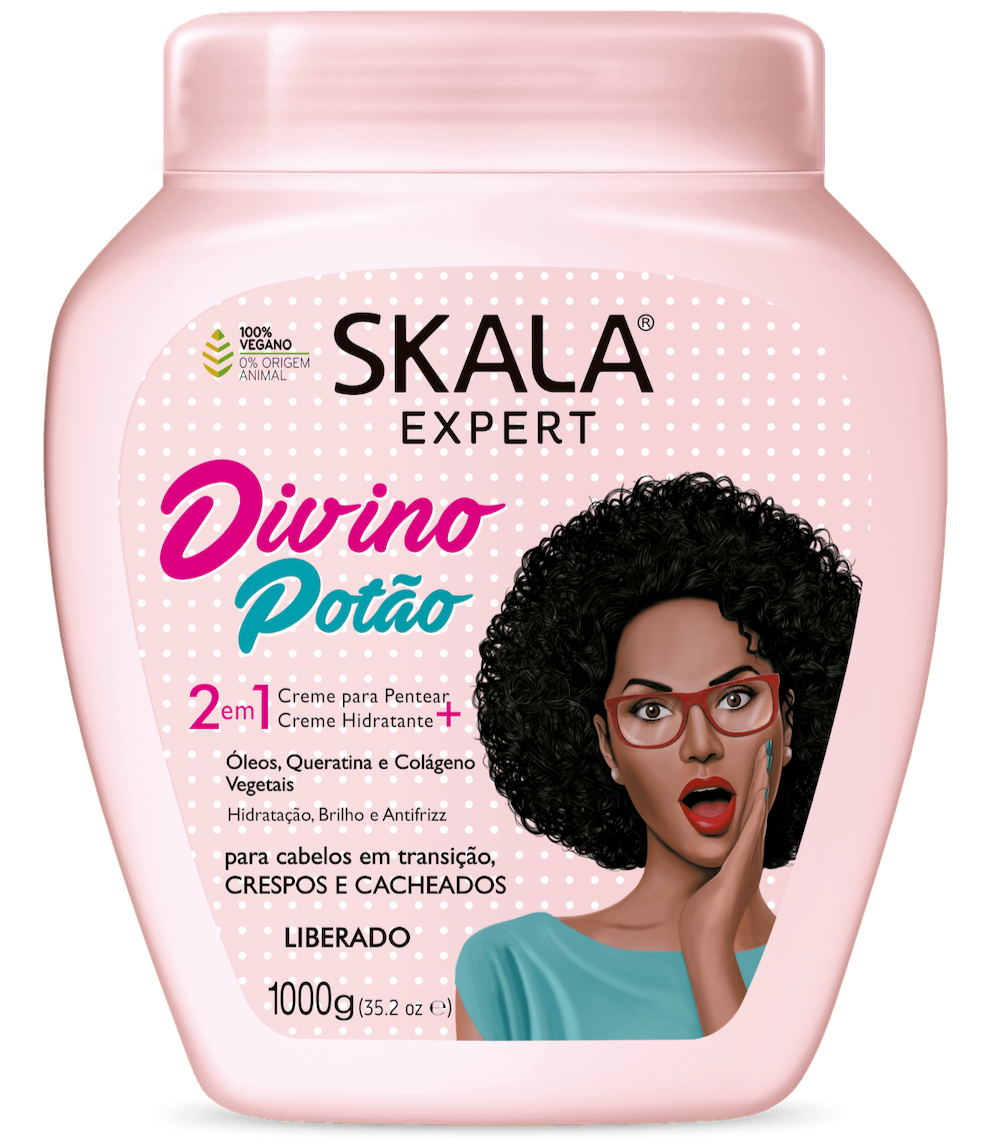 100%
VEGANO
0% ORIGEM
ANIMAL
SKALA®
EXPERT
Divino
Potão
2em1 Creme para Pentear
Creme Hidratante +
Óleos, Queratina e Colágeno
Vegetais
Hidratação, Brilho e Antifrizz
para cabelos em transição,
CRESPOS E CACHEADOS
LIBERADO
1000g (35.2 oz ℮)